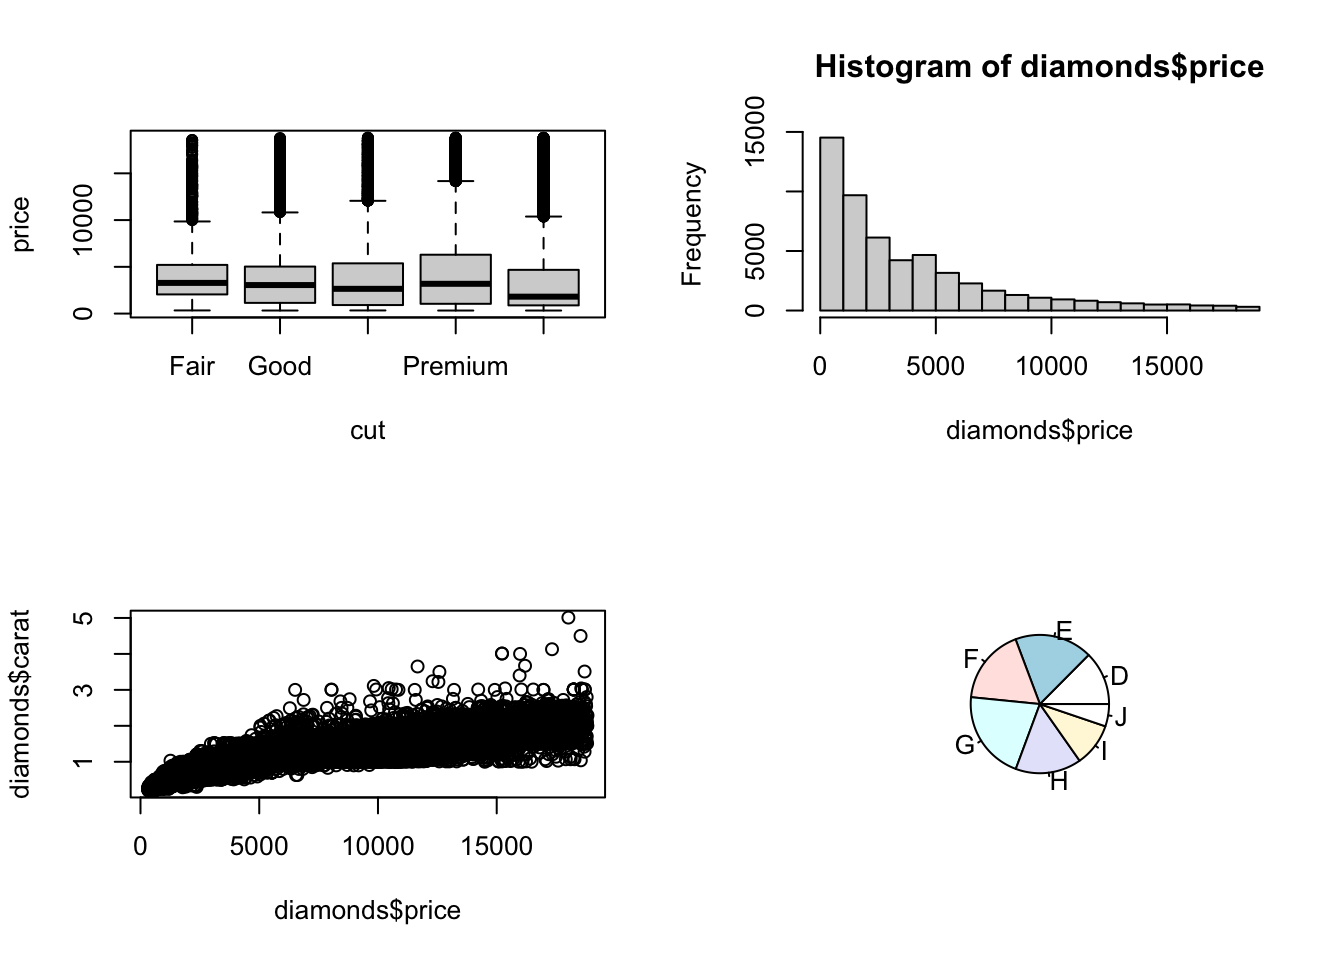 price
0
10000
Fair Good Premium
cut
Histogram of diamonds$price
Frequency
0 5000 15000
0 5000 10000 15000
diamonds$price
diamonds$carat
1 3 5
0 5000 10000 15000
diamonds$price
E
F
D
J
G
I
H